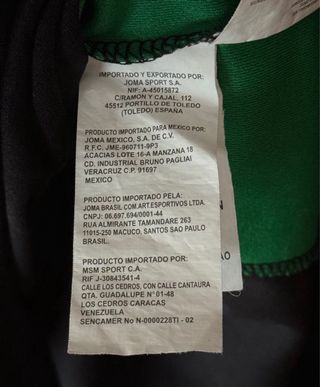 IMPORTADO Y EXPORTADO POR:
JOMA SPORT S.A.
NIF: A-45015872
C/RAMON Y CAJAL, 112
45512 PORTILLO DE TOLEDO
(TOLEDO) ESPAÑA
PRODUCTO IMPORTADO PARA MEXICO POR:
JOMA MEXICO, S.A. DE C.V.
R.F.C. JME-960711-9P3
ACACIAS LOTE 16-A MANZANA 18
CD. INDUSTRIAL BRUNO PAGLIAI
VERACRUZ C.P. 91697
MEXICO
PRODUCTO IMPORTADO PELA:
JOMA BRASIL COM.ART.ESPORTIVOS LTDA.
CNPJ: 06.697.694/0001-44
RUA ALMIRANTE TAMANDARE 263
11015-250 MACUCO, SANTOS SAO PAULO
BRASIL.
PRODUCTO IMPORTADO POR:
MSM SPORT C.A.
RIF J-30843541-4
CALLE LOS CEDROS, CON CALLE CANTAURA
QTA. GUADALUPE N° 01-48
LOS CEDROS CARACAS
VENEZUELA
SENCAMER No N-0000228TI - 02